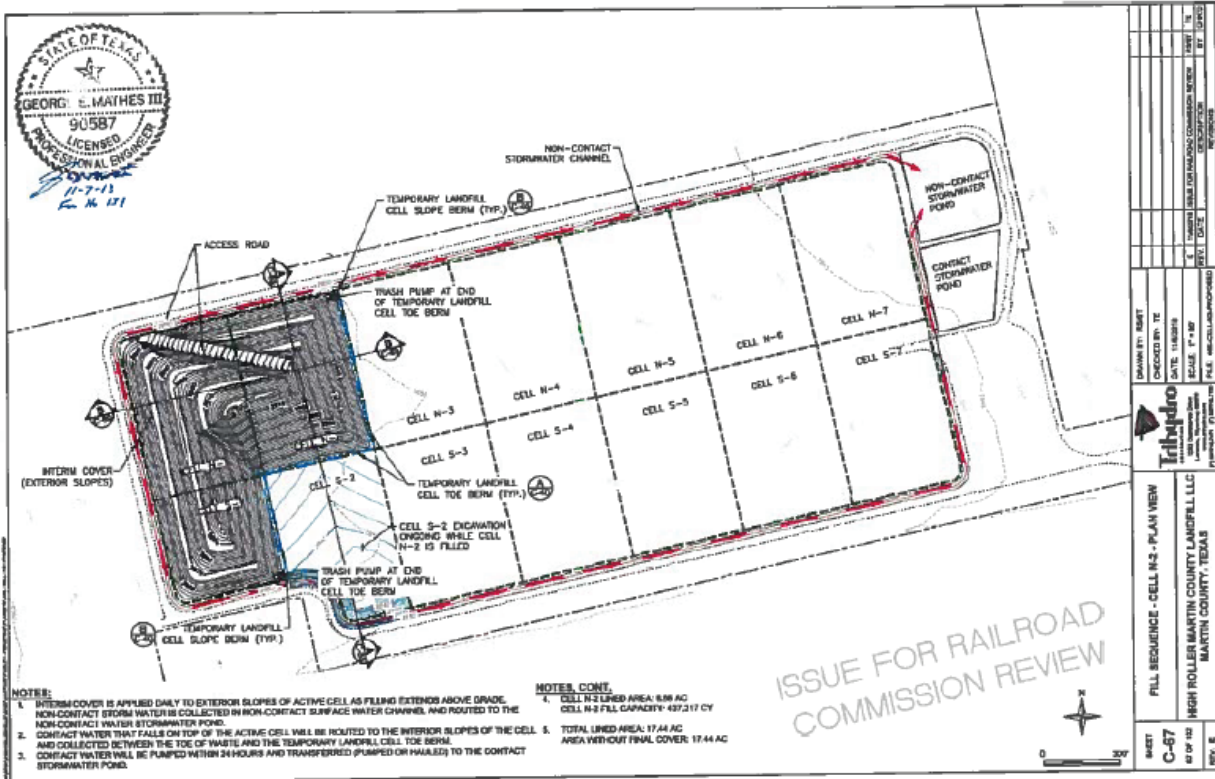 STATE OF TEXAS
GEORGE E. MATHES III
90587
LICENSED
PROFESSIONAL ENGINEER
11-7-13
NON-CONTACT
STORMWATER CHANNEL
TEMPORARY LANDFILL
CELL SLOPE BERM (TYP.)
B
ACCESS ROAD
TRASH PUMP AT END
OF TEMPORARY LANDFILL
CELL TOE BERM
NON-CONTACT
STORMWATER
POND
CONTACT
STORMWATER
POND
CELL N-3
CELL N-4
CELL N-5
CELL N-6
CELL N-7
CELL S-2
CELL S-3
CELL S-4
CELL S-5
CELL S-6
CELL S-7
INTERIM COVER
(EXTERIOR SLOPES)
TEMPORARY LANDFILL
CELL TOE BERM (TYP.)
A
CELL S-2 EXCAVATION
ONGOING WHILE CELL
N-2 IS FILLED
TRASH PUMP AT END
OF TEMPORARY LANDFILL
CELL TOE BERM
B
TEMPORARY LANDFILL
CELL SLOPE BERM (TYP.)
ISSUE FOR RAILROAD
COMMISSION REVIEW
NOTES:
1. INTERIM COVER IS APPLIED DAILY TO EXTERIOR SLOPES OF ACTIVE CELL AS FILLING EXTENDS ABOVE GRADE.
NON-CONTACT STORM WATER IS COLLECTED IN NON-CONTACT SURFACE WATER CHANNEL AND ROUTED TO THE
NON-CONTACT WATER STORMWATER POND.
2. CONTACT WATER THAT FALLS ON TOP OF THE ACTIVE CELL WILL BE ROUTED TO THE INTERIOR SLOPES OF THE CELL
AND COLLECTED BETWEEN THE TOE OF WASTE AND THE TEMPORARY LANDFILL CELL TOE BERM.
3. CONTACT WATER WILL BE PUMPED WITHIN 24 HOURS AND TRANSFERRED (PUMPED OR HAULED) TO THE CONTACT
STORMWATER POND.
NOTES, CONT.
4. CELL N-2 LINED AREA: AC
CELL N-2 FILL CAPACITY: 437,217 CY
5. TOTAL LINED AREA: 17.44 AC
AREA WITHOUT FINAL COVER: 17.44 AC
N
0 300'
DESCRIPTION
REVISIONS
REV. DATE
DRAWN BY:
CHECKED BY: TE
DATE:
SCALE:
FILE:
Trihydro
FILL SEQUENCE - CELL N-2 - PLAN VIEW
HIGH ROLLER MARTIN COUNTY LANDFILL LLC
MARTIN COUNTY, TEXAS
SHEET
C-67